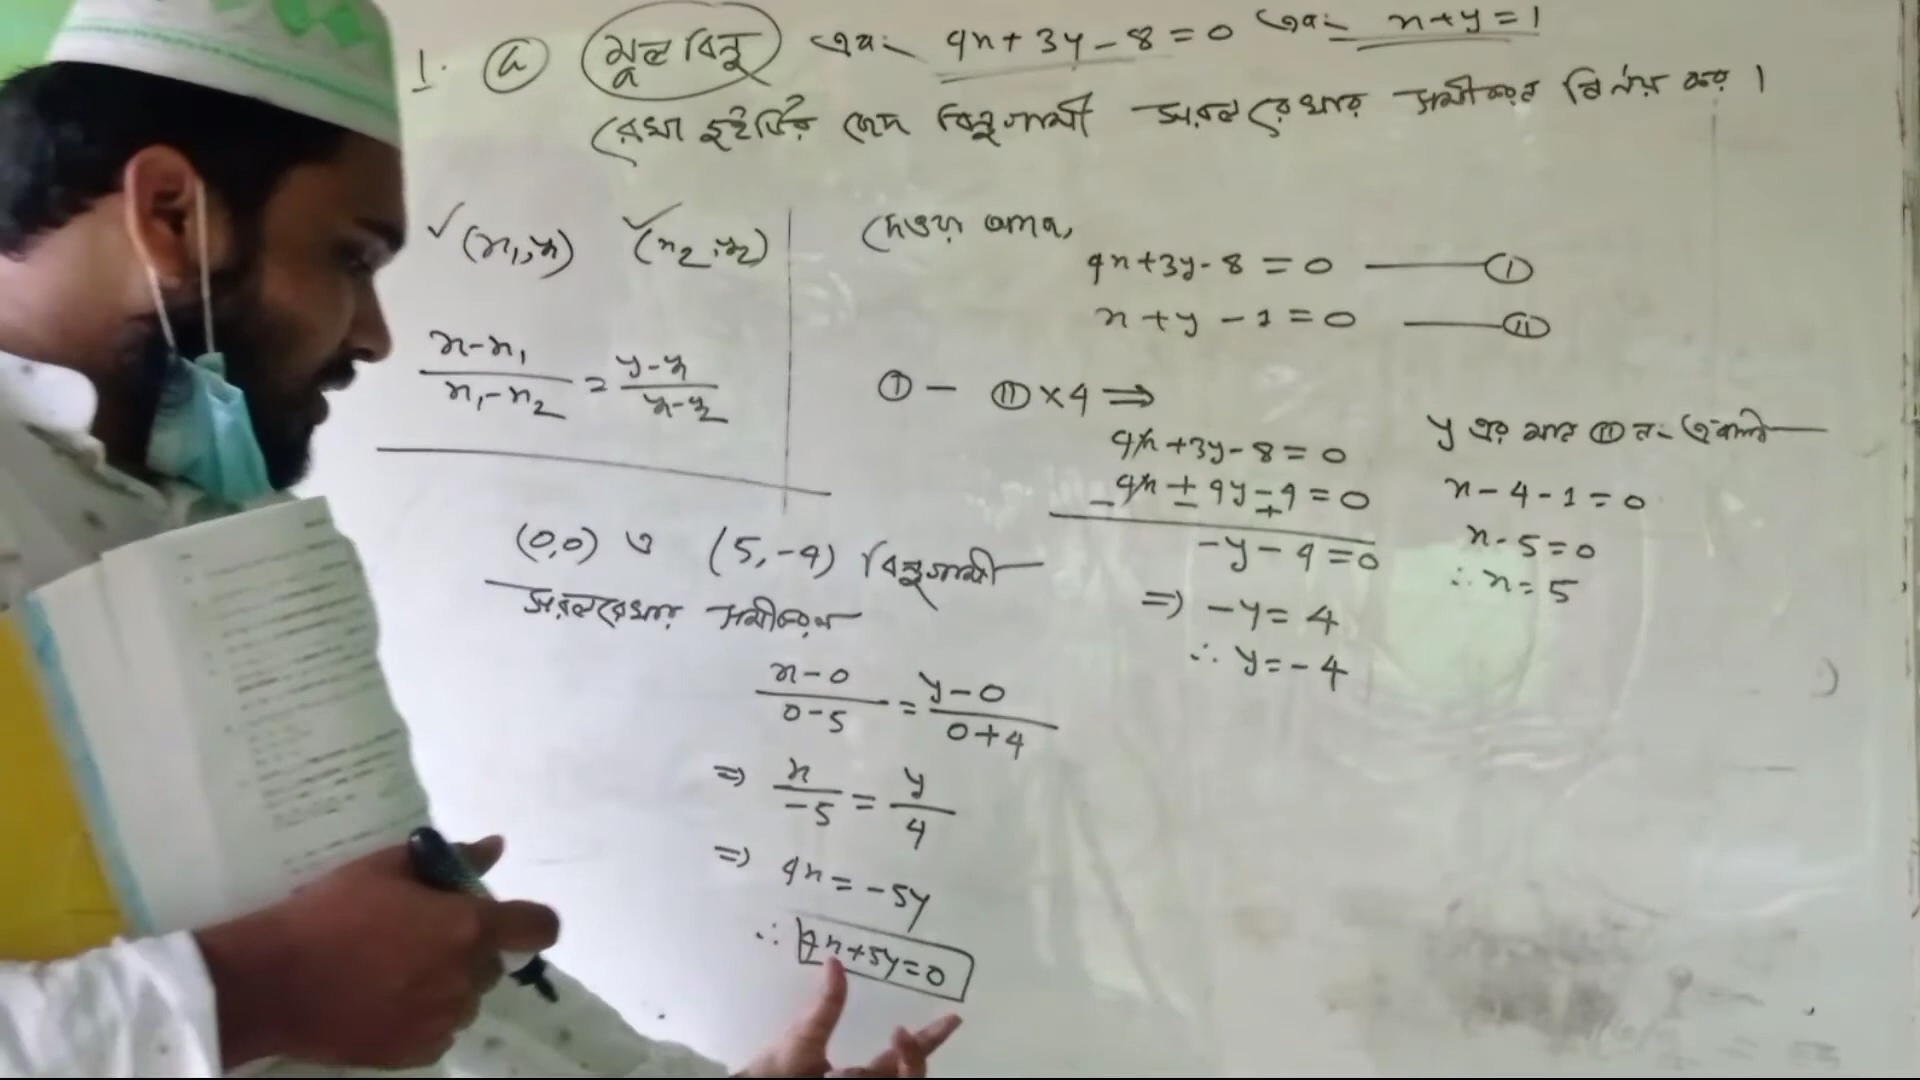 1. (a) মূলবিন্দু এবং 4x + 3y - 8 = 0 এবং x + y = 1
রেখা দুইটির ছেদ বিন্দুগামী সরলরেখার সমীকরণ নির্ণয় কর।
✓(x₁, y₁) ✓(x₂, y₂)
(x - x₁)/(x₁ - x₂) = (y - y₁)/(y₁ - y₂)
দেওয়া আছে,
4x + 3y - 8 = 0 — (I)
x + y - 1 = 0 — (II)
(I) - (II) × 4 ⇒
4x + 3y - 8 = 0
4x + 4y - 4 = 0
- - +
-y - 4 = 0
⇒ -y = 4
∴ y = -4
y এর মান (II) নং এ
x - 4 - 1 = 0
x - 5 = 0
∴ x = 5
(0,0) ও (5,-4) বিন্দুগামী
সরলরেখার সমীকরণ
(x - 0)/(0 - 5) = (y - 0)/(0 + 4)
⇒ x/-5 = y/4
⇒ 4x = -5y
∴ 4x + 5y = 0